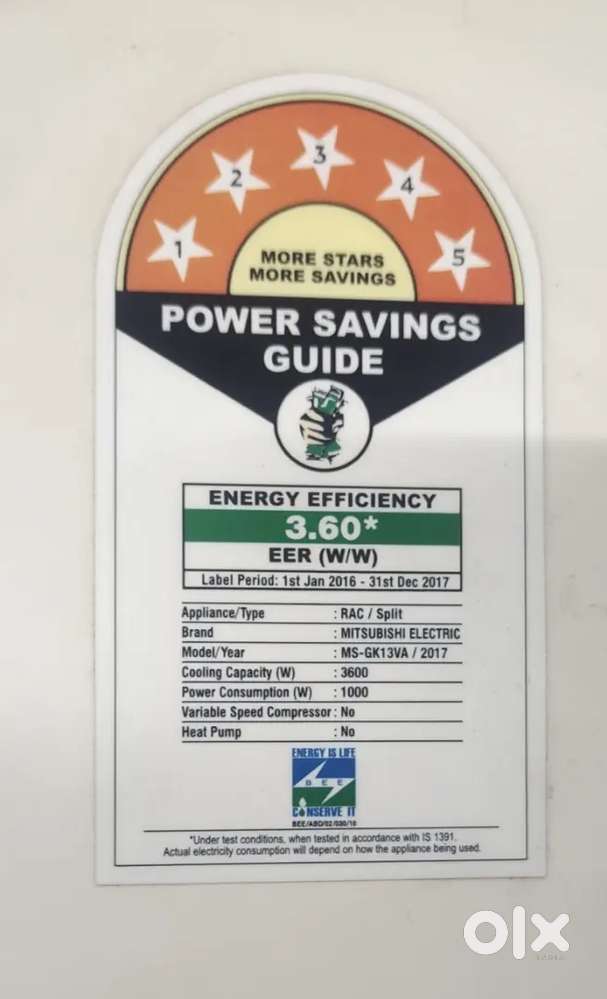 1 2 3 4 5
MORE STARS
MORE SAVINGS
POWER SAVINGS
GUIDE
ENERGY EFFICIENCY
3.60*
EER (W/W)
Label Period: 1st Jan 2016 - 31st Dec 2017
Appliance/Type : RAC / Split
Brand : MITSUBISHI ELECTRIC
Model/Year : MS-GK13VA / 2017
Cooling Capacity (W) : 3600
Power Consumption (W) : 1000
Variable Speed Compressor : No
Heat Pump : No
ENERGY IS LIFE
BEE
CONSERVE IT
*Under test conditions, when tested in accordance with IS 1391.
Actual electricity consumption will depend on how the appliance being used.
olx